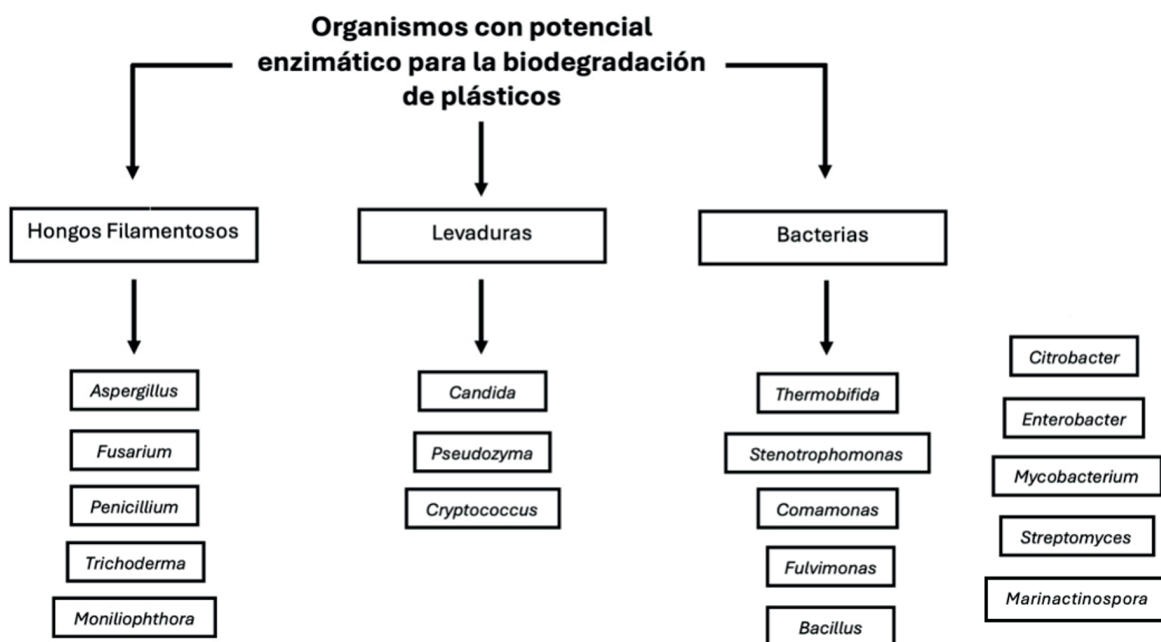 Organismos con potencial
enzimático para la biodegradación
de plásticos
Hongos Filamentosos
Levaduras
Bacterias
Aspergillus
Fusarium
Penicillium
Trichoderma
Moniliophthora
Candida
Pseudozyma
Cryptococcus
Thermobifida
Stenotrophomonas
Comamonas
Fulvimonas
Bacillus
Citrobacter
Enterobacter
Mycobacterium
Streptomyces
Marinactinospora